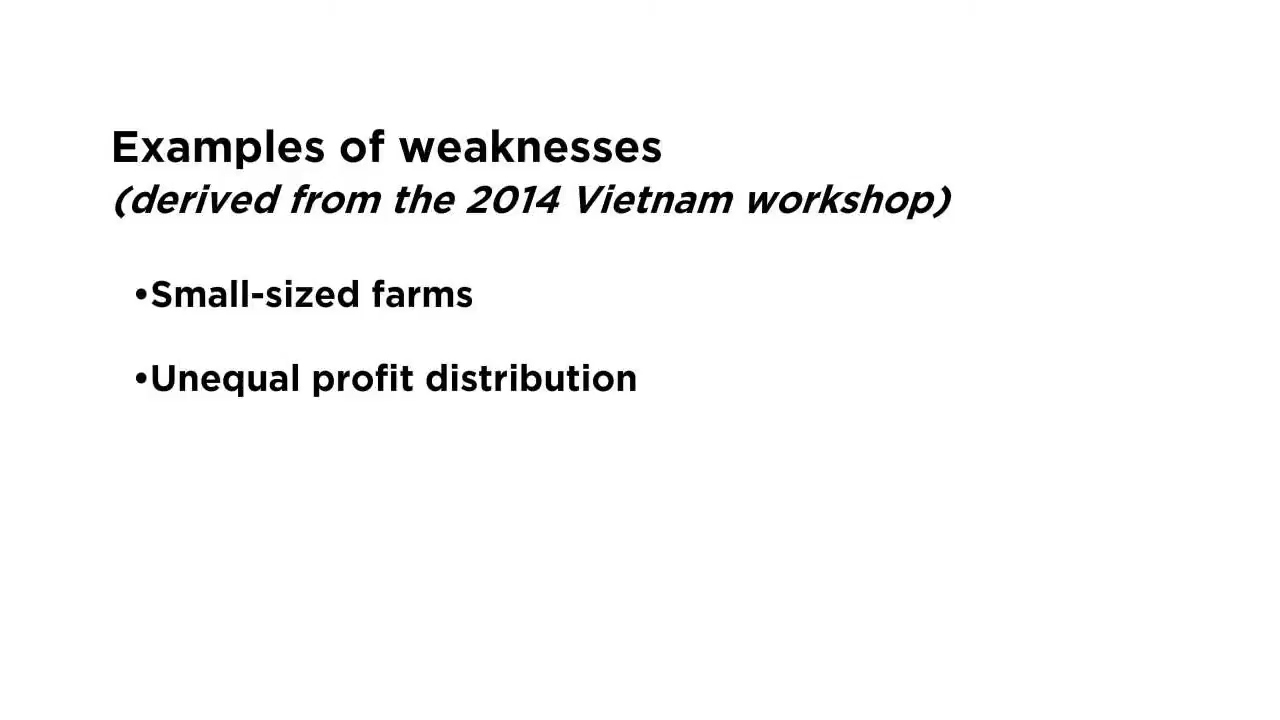 Examples of weaknesses
(derived from the 2014 Vietnam workshop)
•Small-sized farms
•Unequal profit distribution